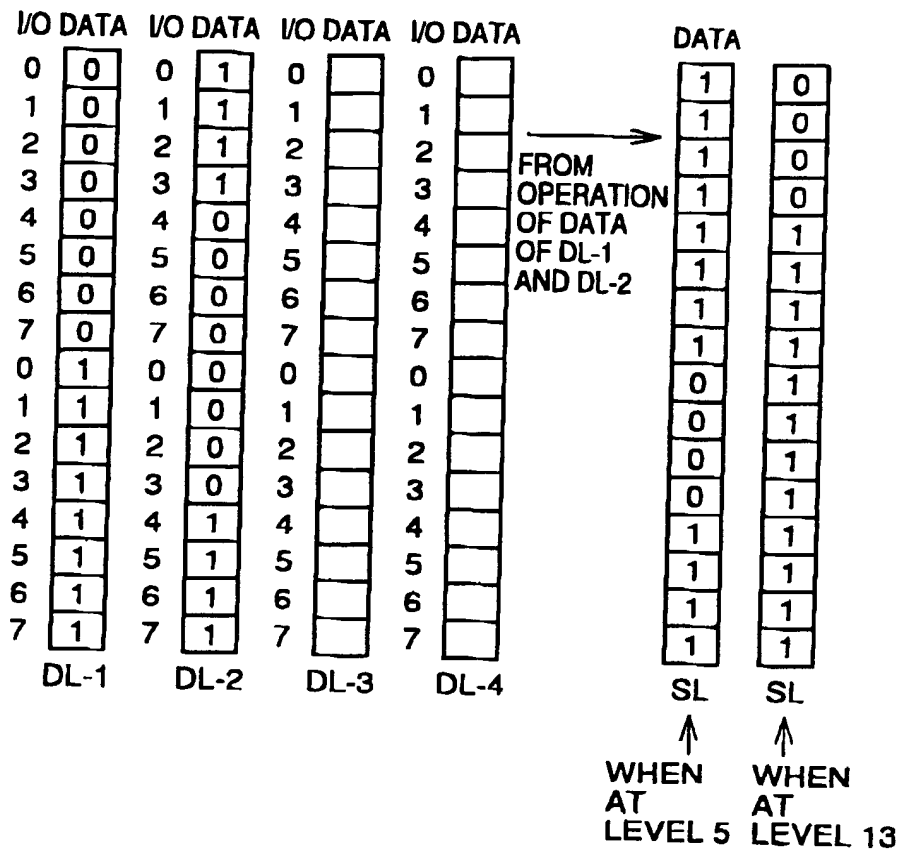 I/O DATA I/O DATA I/O DATA I/O DATA DATA
0 0 0 1 0 0 1 0
1 0 1 1 1 1 1 0
2 0 2 1 2 2 1 0
3 0 3 1 3 3 1 0
4 0 4 0 4 4 1 1
5 0 5 0 5 5 1 1
6 0 6 0 6 6 1 1
7 0 7 0 7 7 1 1
0 1 0 0 0 0 0 1
1 1 1 0 1 1 0 1
2 1 2 0 2 2 0 1
3 1 3 0 3 3 0 1
4 1 4 1 4 4 1 1
5 1 5 1 5 5 1 1
6 1 6 1 6 6 1 1
7 1 7 1 7 7 1 1
FROM
OPERATION
OF DATA
OF DL-1
AND DL-2
DL-1 DL-2 DL-3 DL-4 SL SL
WHEN
AT
LEVEL 5
WHEN
AT
LEVEL 13